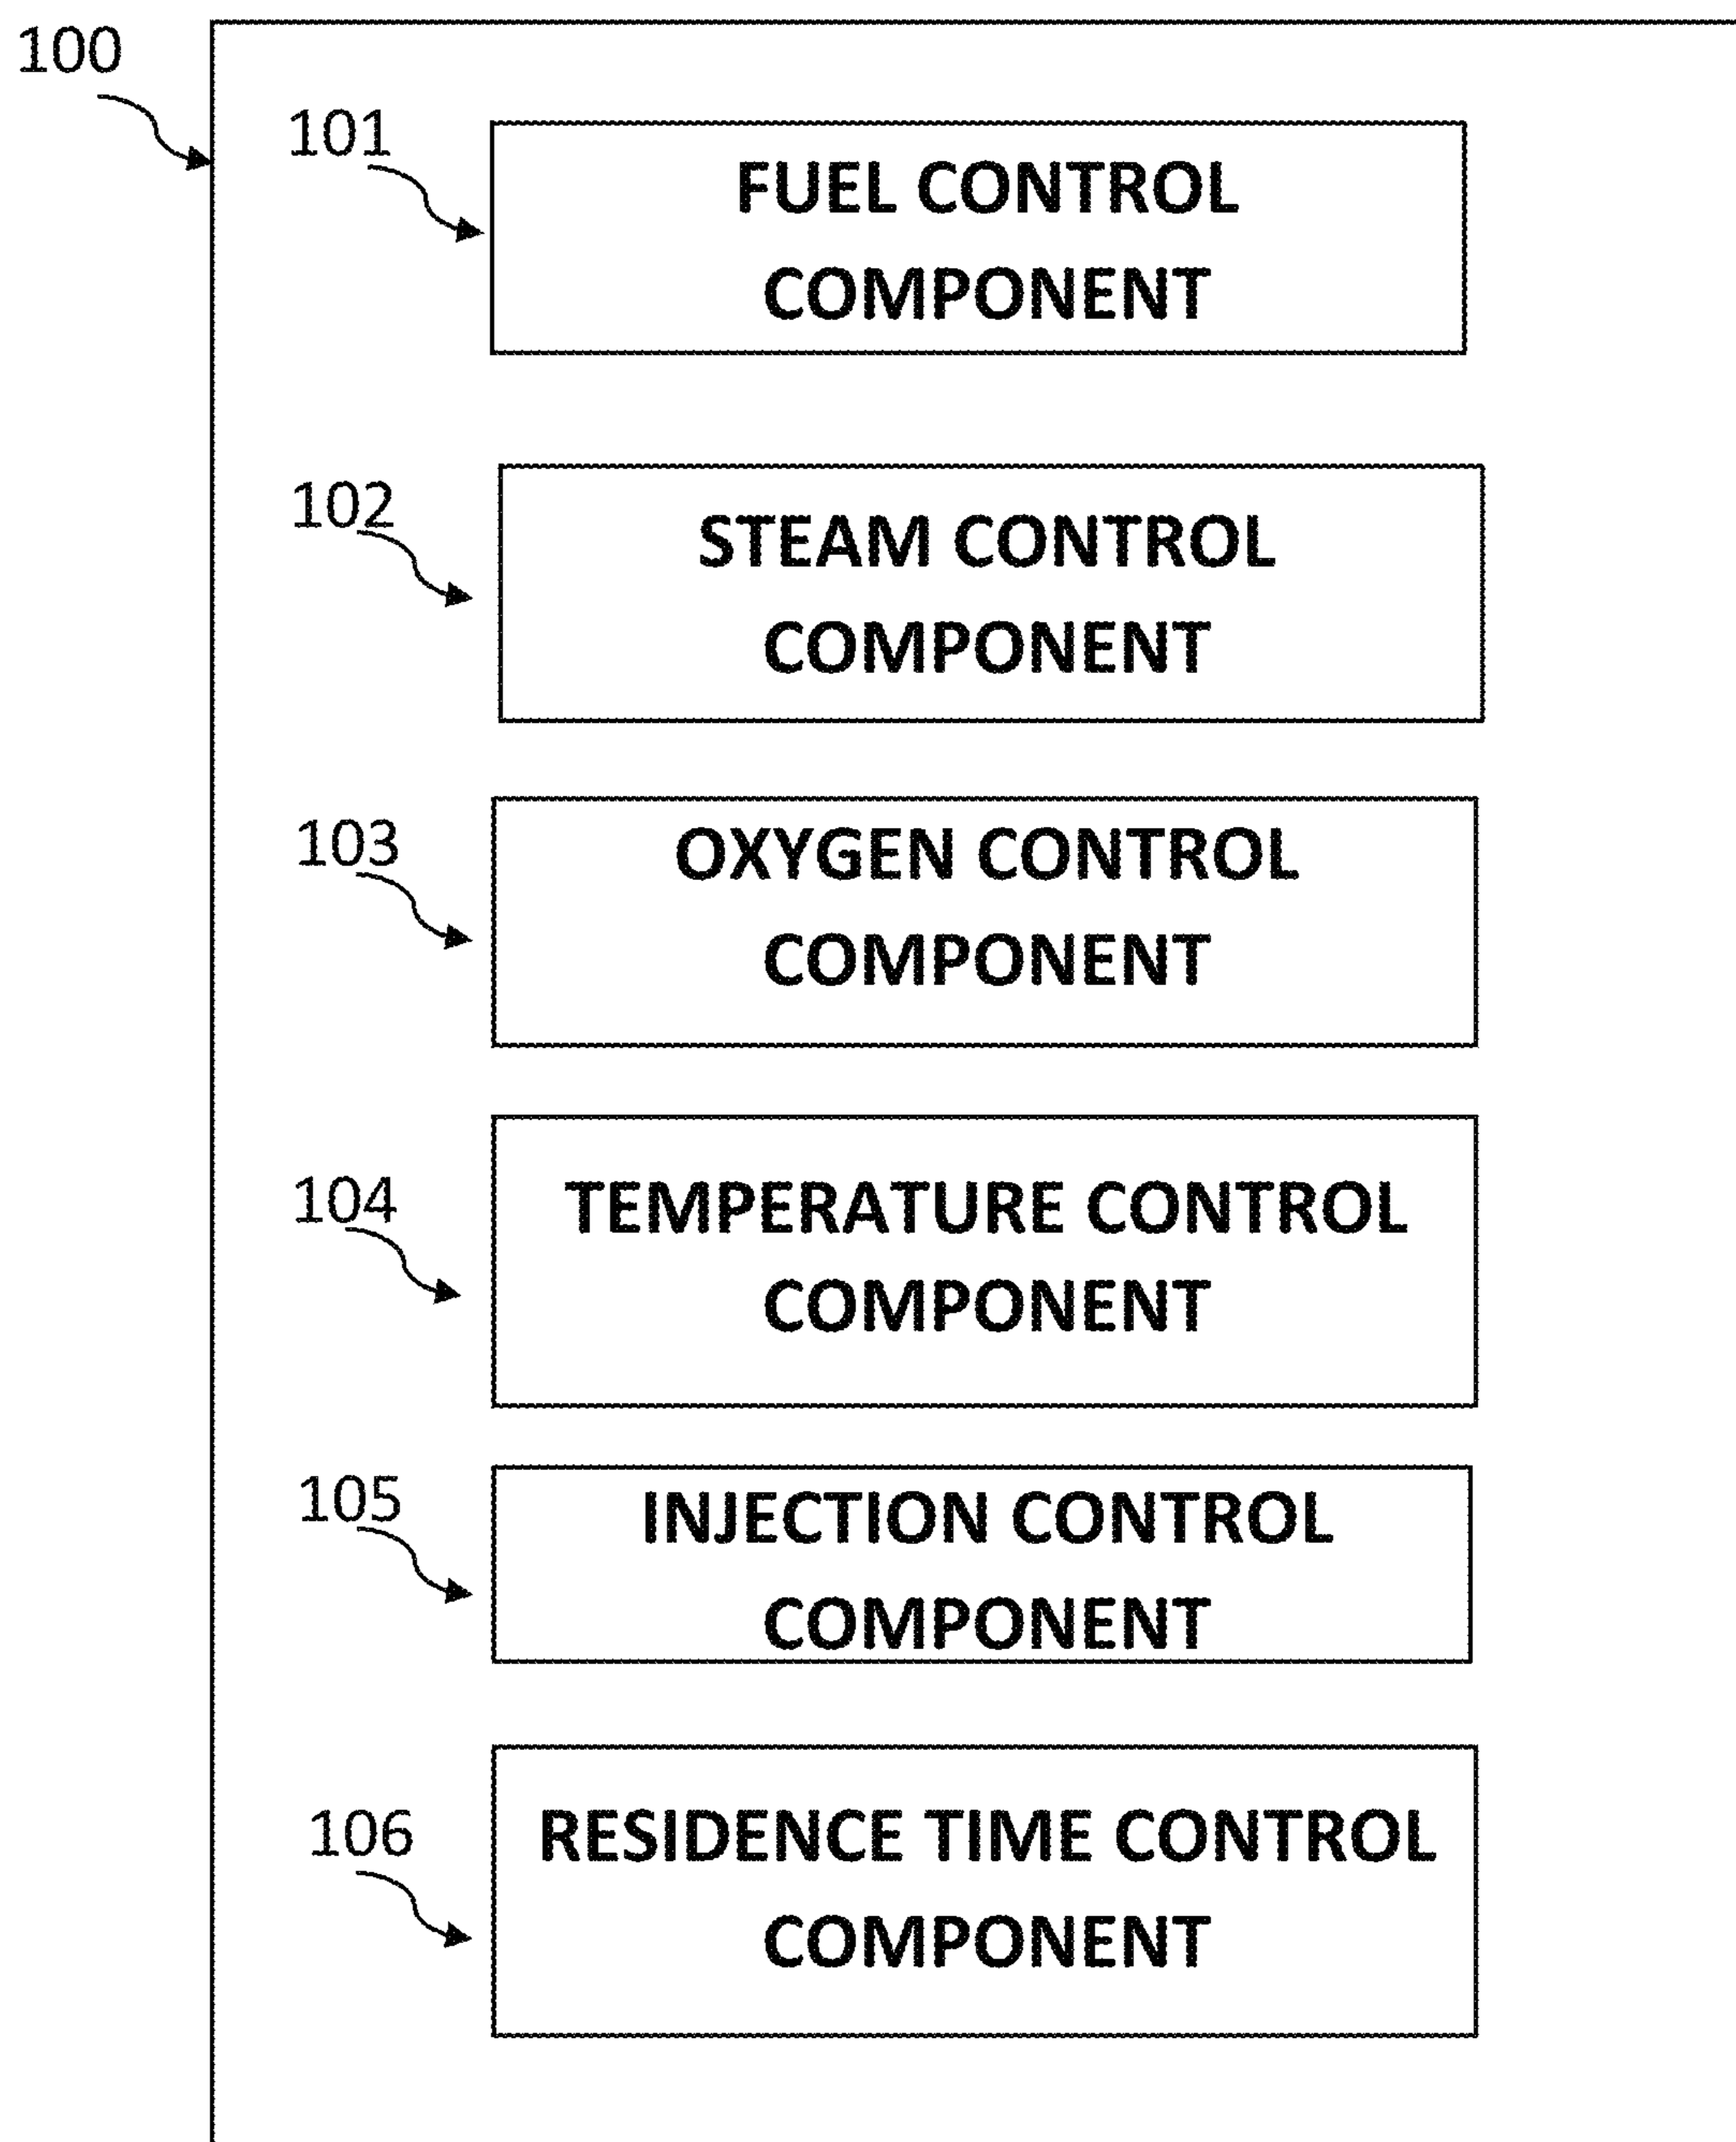 100
101
FUEL CONTROL
COMPONENT
102
STEAM CONTROL
COMPONENT
103
OXYGEN CONTROL
COMPONENT
104
TEMPERATURE CONTROL
COMPONENT
105
INJECTION CONTROL
COMPONENT
106
RESIDENCE TIME CONTROL
COMPONENT